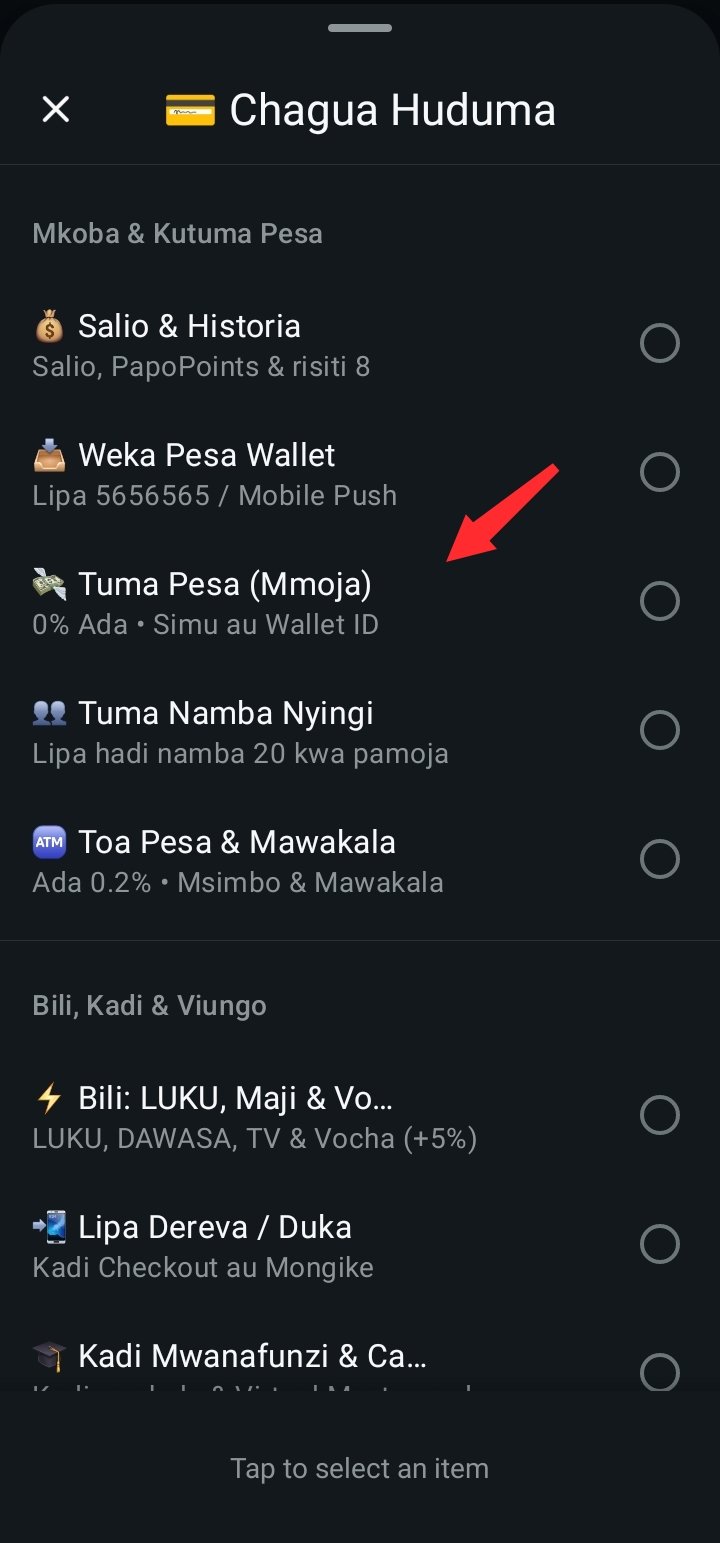 Chagua Huduma
Mkoba & Kutuma Pesa
Salio & Historia
Salio, PapoPoints & risiti 8
Weka Pesa Wallet
Lipa 5656565 / Mobile Push
Tuma Pesa (Mmoja)
0% Ada • Simu au Wallet ID
Tuma Namba Nyingi
Lipa hadi namba 20 kwa pamoja
ATM Toa Pesa & Mawakala
Ada 0.2% • Msimbo & Mawakala
Bili, Kadi & Viungo
Bili: LUKU, Maji & Vo...
LUKU, DAWASA, TV & Vocha (+5%)
Lipa Dereva / Duka
Kadi Checkout au Mongike
Kadi Mwanafunzi & Ca...
Tap to select an item